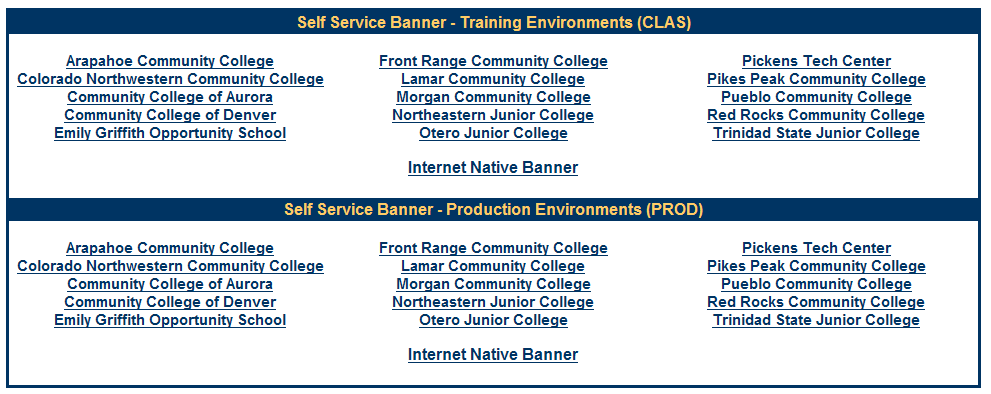 Self Service Banner - Training Environments (CLAS)
Arapahoe Community College
Colorado Northwestern Community College
Community College of Aurora
Community College of Denver
Emily Griffith Opportunity School
Front Range Community College
Lamar Community College
Morgan Community College
Northeastern Junior College
Otero Junior College
Pickens Tech Center
Pikes Peak Community College
Pueblo Community College
Red Rocks Community College
Trinidad State Junior College
Internet Native Banner
Self Service Banner - Production Environments (PROD)
Arapahoe Community College
Colorado Northwestern Community College
Community College of Aurora
Community College of Denver
Emily Griffith Opportunity School
Front Range Community College
Lamar Community College
Morgan Community College
Northeastern Junior College
Otero Junior College
Pickens Tech Center
Pikes Peak Community College
Pueblo Community College
Red Rocks Community College
Trinidad State Junior College
Internet Native Banner